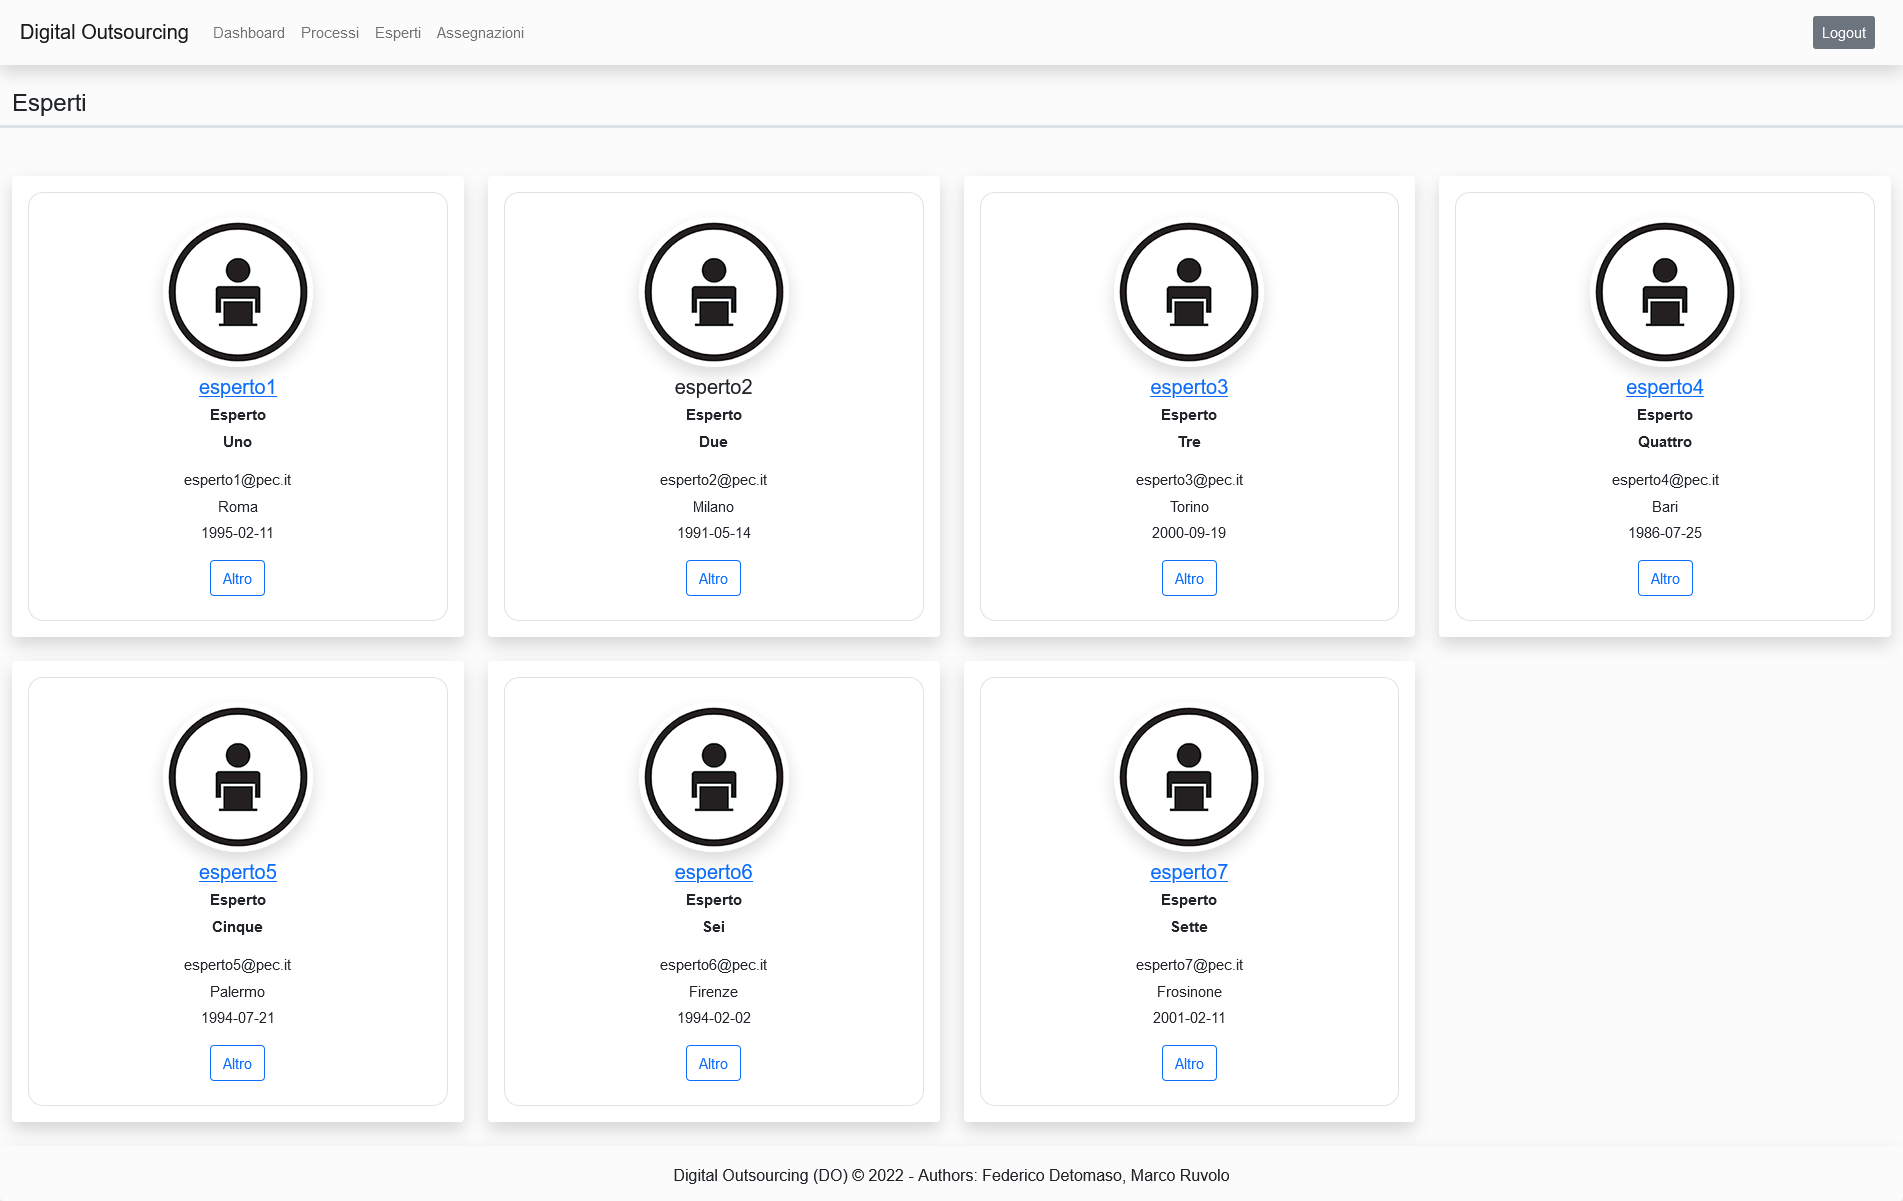 Digital Outsourcing Dashboard Processi Esperti Assegnazioni Logout
Esperti
esperto1
Esperto
Uno
esperto1@pec.it
Roma
1995-02-11
Altro
esperto2
Esperto
Due
esperto2@pec.it
Milano
1991-05-14
Altro
esperto3
Esperto
Tre
esperto3@pec.it
Torino
2000-09-19
Altro
esperto4
Esperto
Quattro
esperto4@pec.it
Bari
1986-07-25
Altro
esperto5
Esperto
Cinque
esperto5@pec.it
Palermo
1994-07-21
Altro
esperto6
Esperto
Sei
esperto6@pec.it
Firenze
1994-02-02
Altro
esperto7
Esperto
Sette
esperto7@pec.it
Frosinone
2001-02-11
Altro
Digital Outsourcing (DO) © 2022 - Authors: Federico Detomaso, Marco Ruvolo